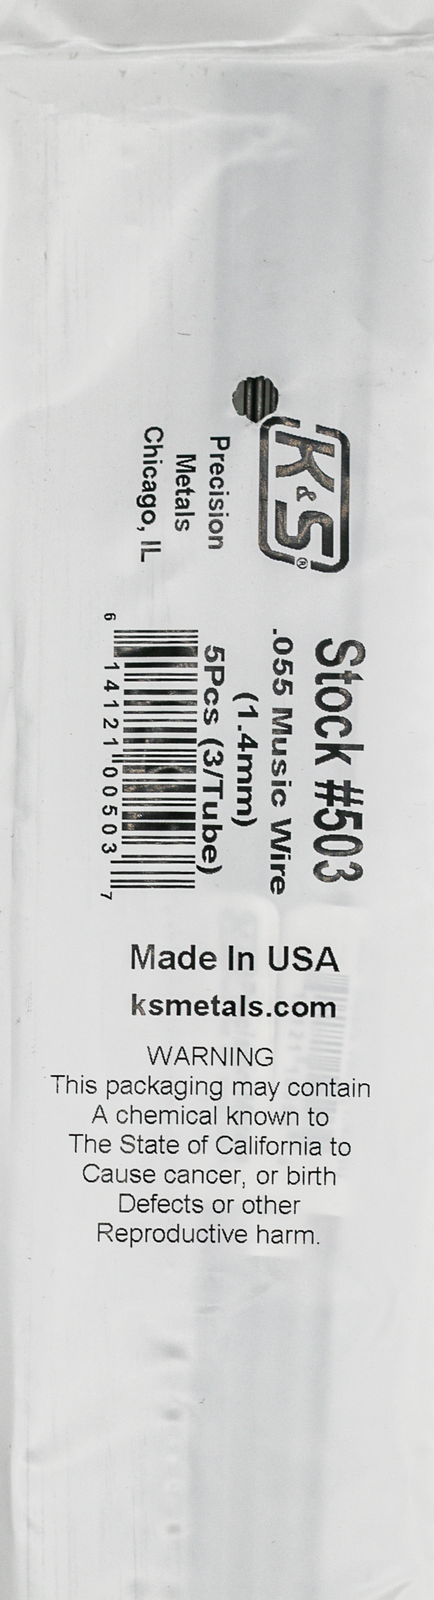 K&S®
Precision
Metals
Chicago, IL
Stock #503
.055 Music Wire
(1.4mm)
5Pcs (3/Tube)
6 14121 00503 7
Made In USA
ksmetals.com
WARNING
This packaging may contain
A chemical known to
The State of California to
Cause cancer, or birth
Defects or other
Reproductive harm.